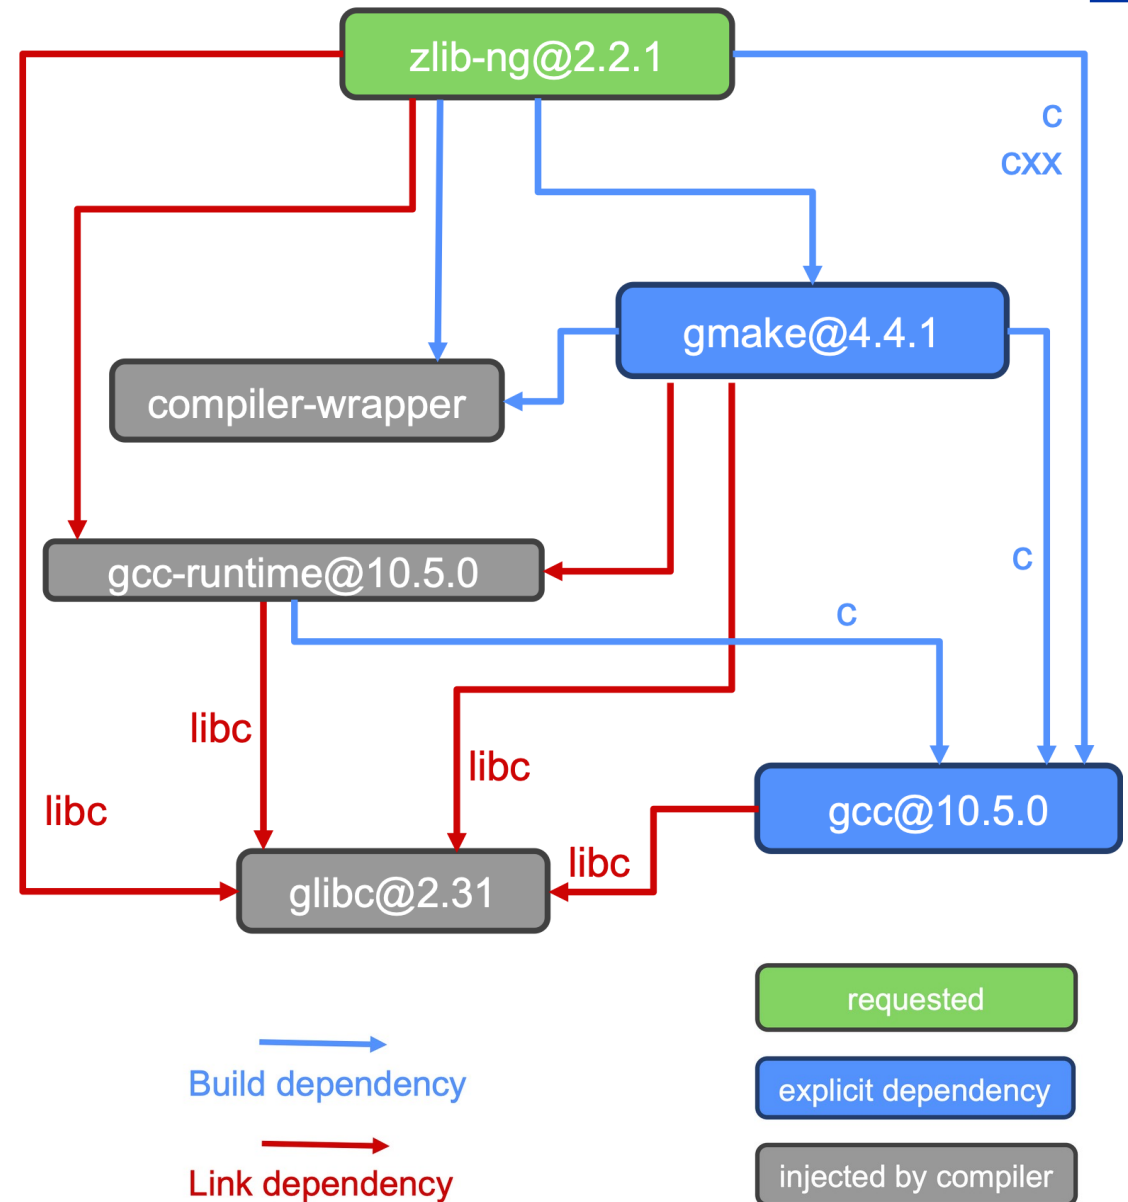 zlib-ng@2.2.1
c
cxx
gmake@4.4.1
compiler-wrapper
c
gcc-runtime@10.5.0
c
libc
libc
libc
gcc@10.5.0
libc
glibc@2.31
requested
Build dependency
explicit dependency
Link dependency
injected by compiler